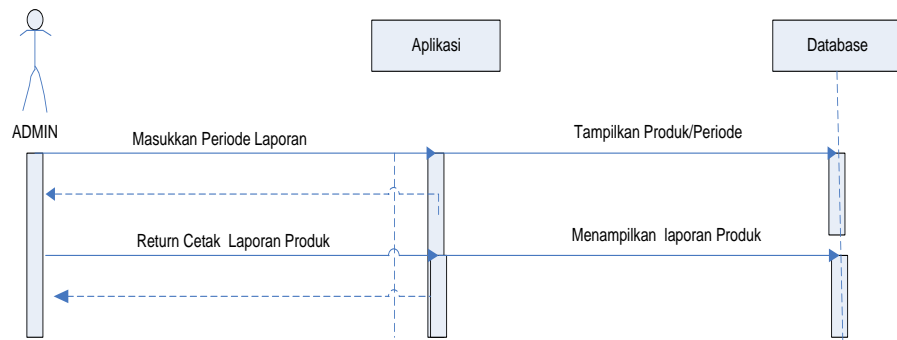 Aplikasi
Database
ADMIN
Masukkan Periode Laporan
Tampilkan Produk/Periode
Return Cetak Laporan Produk
Menampilkan laporan Produk